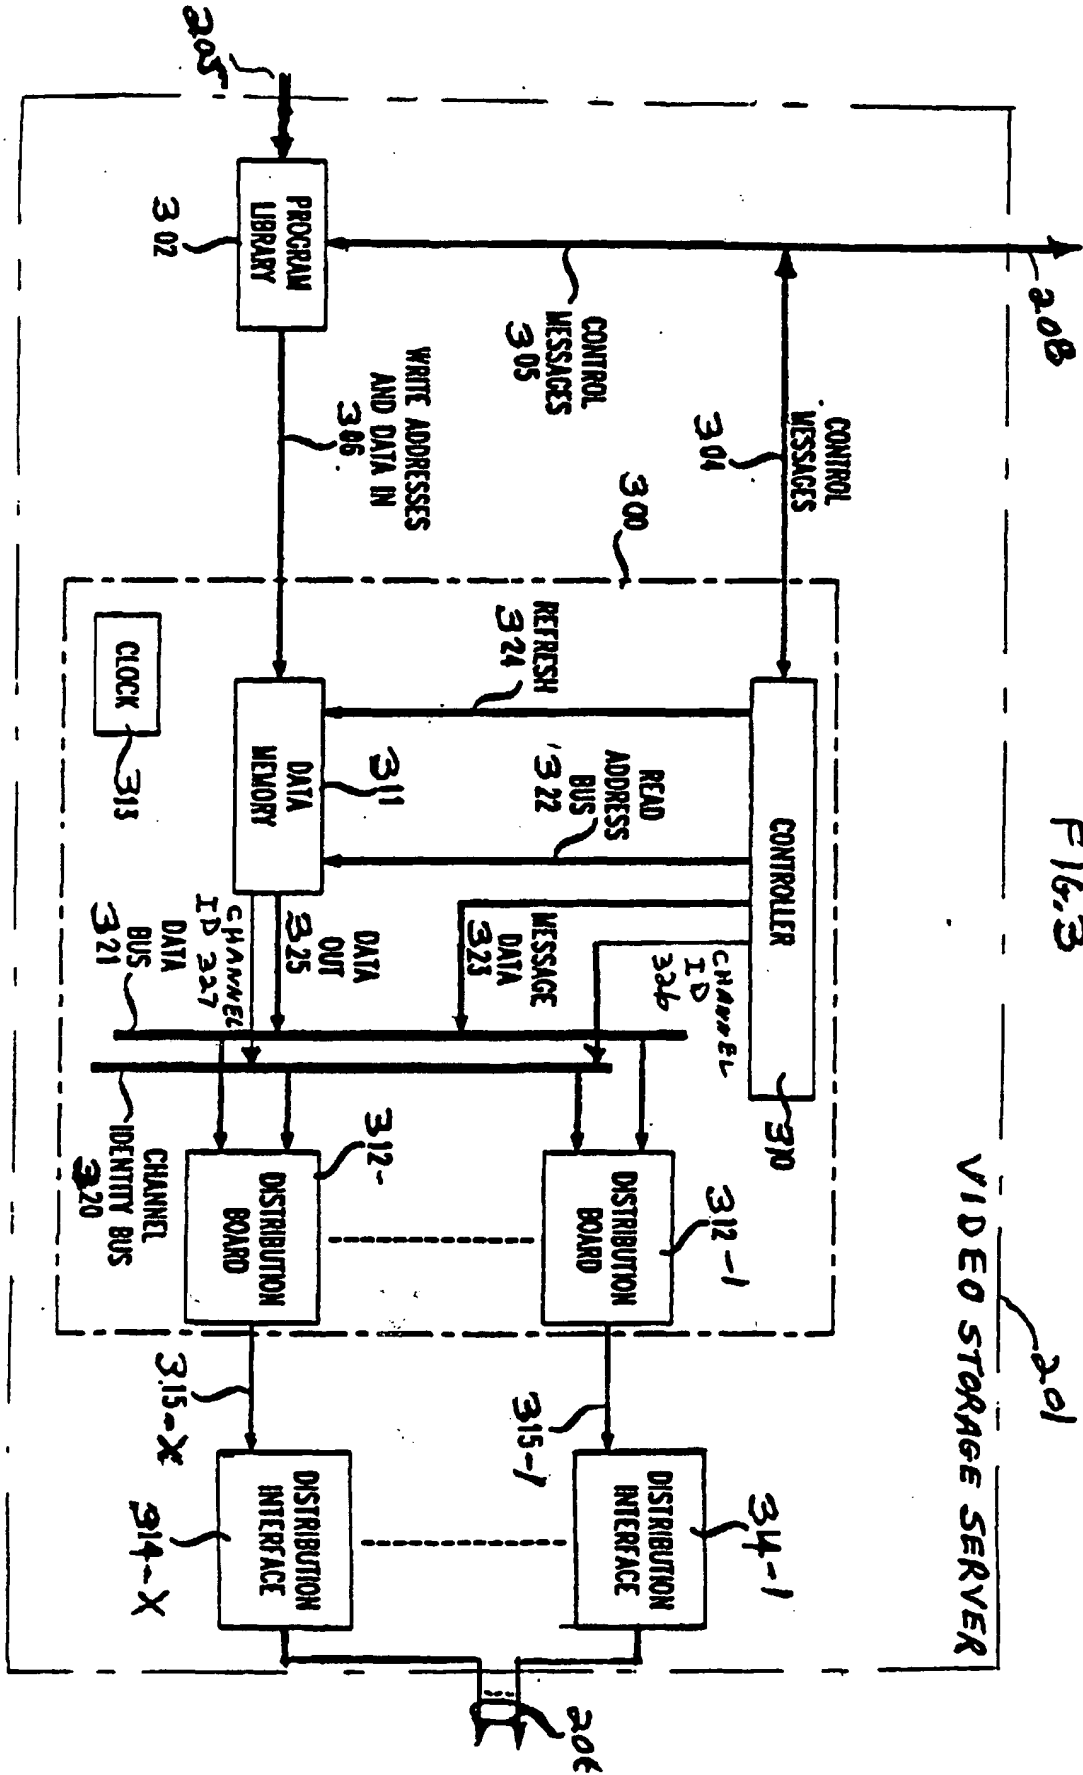 FIG. 3
VIDEO STORAGE SERVER
201
208
CONTROL
MESSAGES
304
CONTROL
MESSAGES
305
205
PROGRAM
LIBRARY
302
WRITE ADDRESSES
AND DATA IN
306
300
CONTROLLER
310
REFRESH
324
READ
ADDRESS
BUS
322
MESSAGE
DATA
323
CHANNEL
ID
326
DATA
MEMORY
311
CLOCK
313
DATA
OUT
325
CHANNEL
ID 327
DATA
BUS
321
CHANNEL
IDENTITY BUS
320
DISTRIBUTION
BOARD
312-1
DISTRIBUTION
BOARD
312-
315-1
315-X
DISTRIBUTION
INTERFACE
314-1
DISTRIBUTION
INTERFACE
314-X